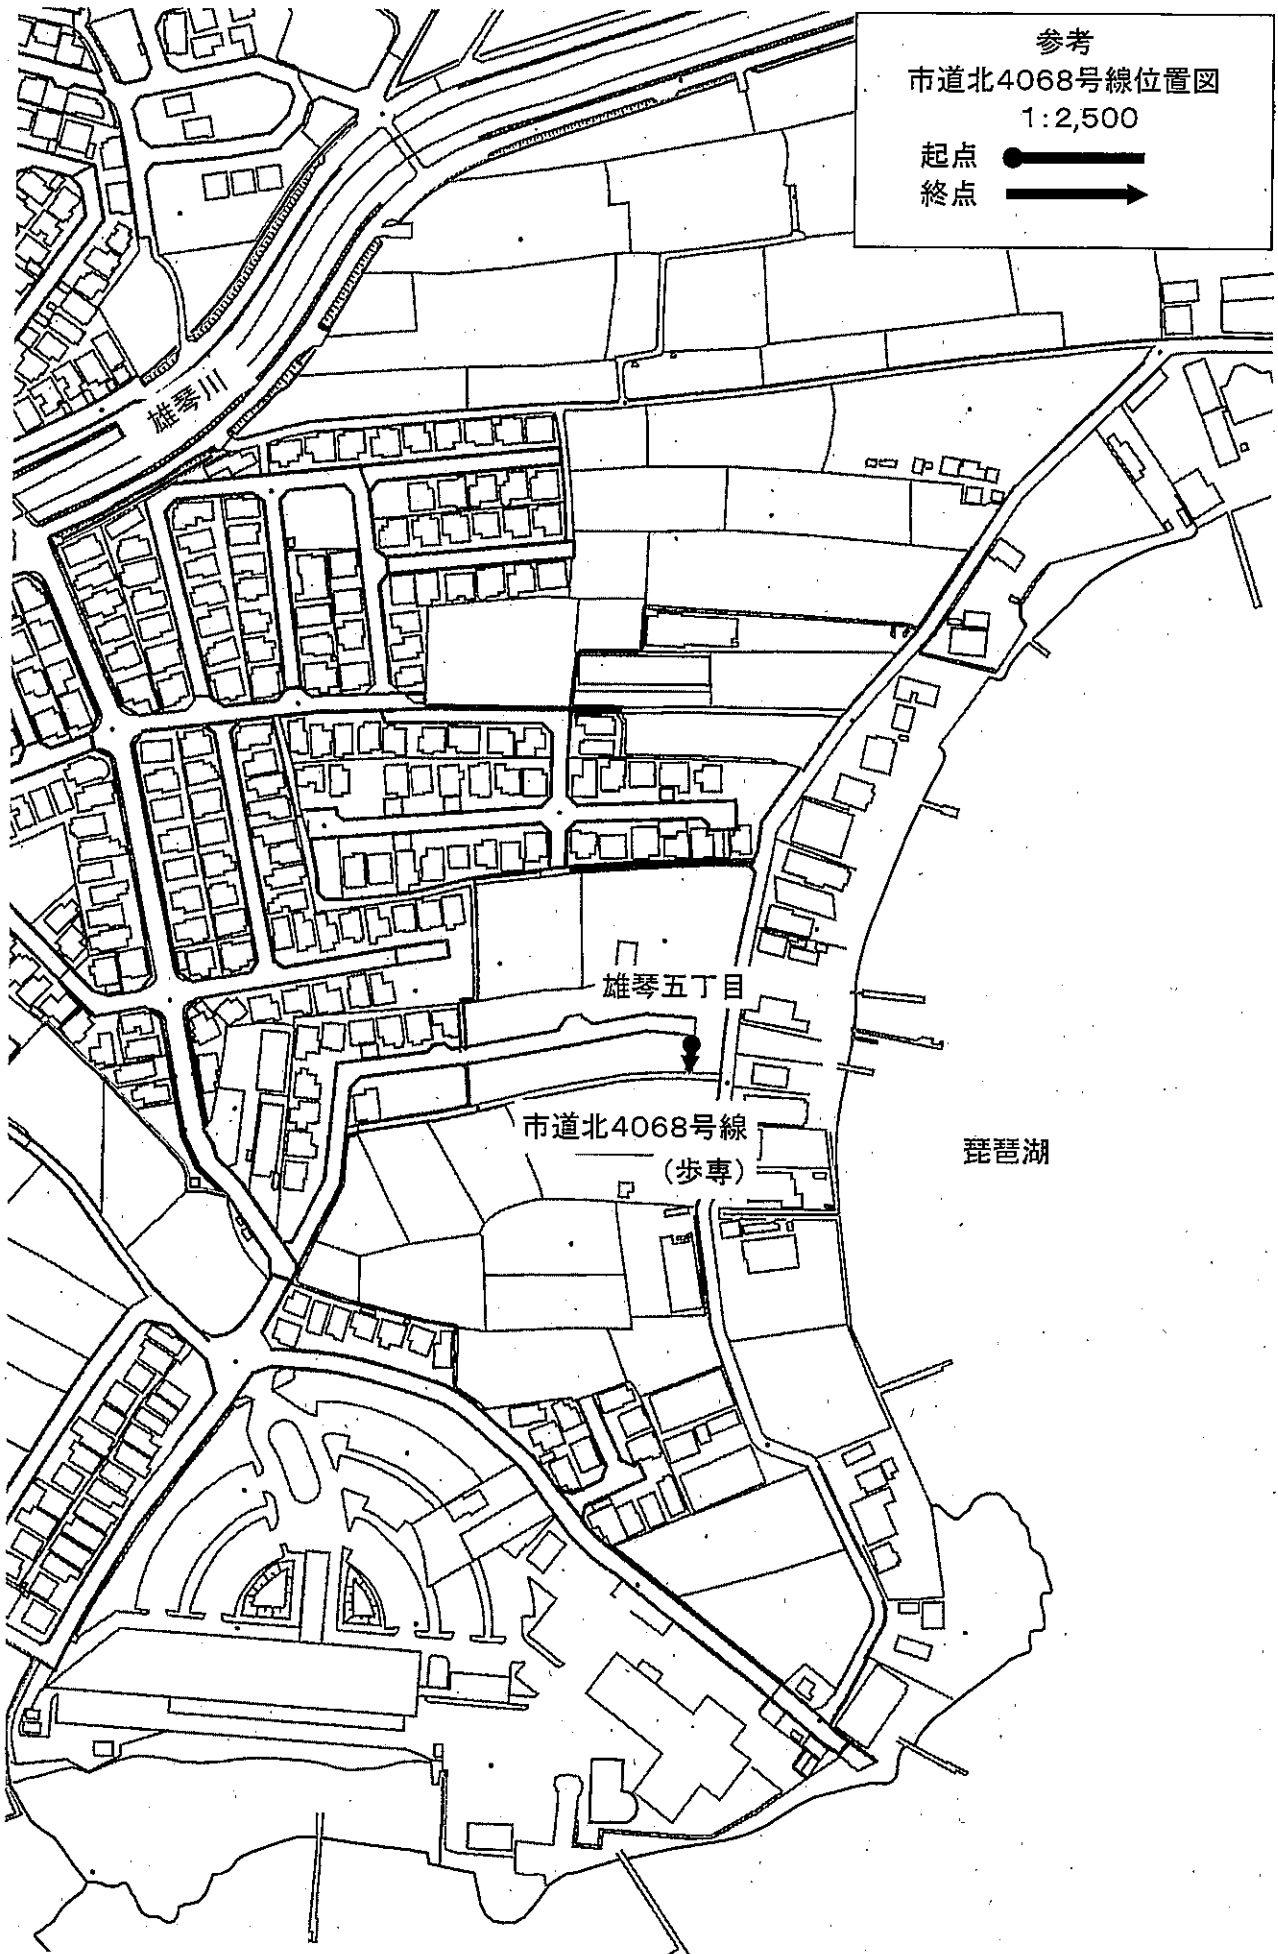 参考
市道北4068号線位置図
1:2,500
起点
終点
雄琴川
雄琴五丁目
市道北4068号線
(歩専)
琵琶湖